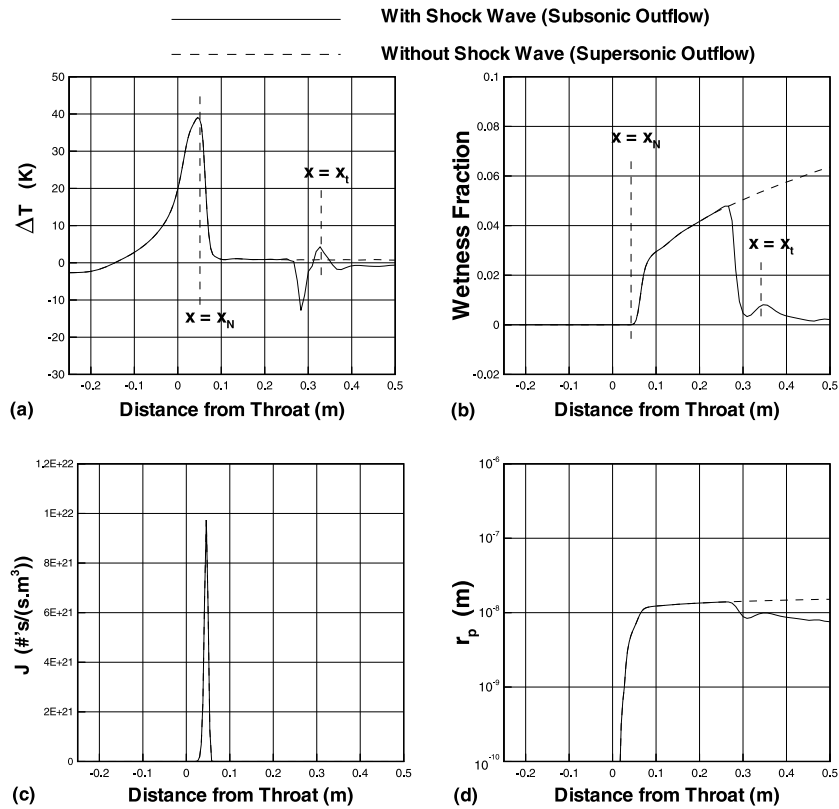 With Shock Wave (Subsonic Outflow)
Without Shock Wave (Supersonic Outflow)
50
40
30
20
10
0
-10
-20
-30
ΔT (K)
x = x_N
x = x_t
-0.2 -0.1 0 0.1 0.2 0.3 0.4 0.5
(a) Distance from Throat (m)
0.1
0.08
0.06
0.04
0.02
0
-0.02
Wetness Fraction
x = x_N
x = x_t
-0.2 -0.1 0 0.1 0.2 0.3 0.4 0.5
(b) Distance from Throat (m)
1.2E+22
1E+22
8E+21
6E+21
4E+21
2E+21
0
J (#'s/(s.m³))
-0.2 -0.1 0 0.1 0.2 0.3 0.4 0.5
(c) Distance from Throat (m)
10⁻⁶
10⁻⁷
10⁻⁸
10⁻⁹
10⁻¹⁰
r_p (m)
-0.2 -0.1 0 0.1 0.2 0.3 0.4 0.5
(d) Distance from Throat (m)